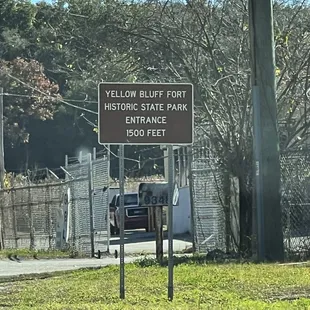 YELLOW BLUFF FORT
HISTORIC STATE PARK
ENTRANCE
1500 FEET